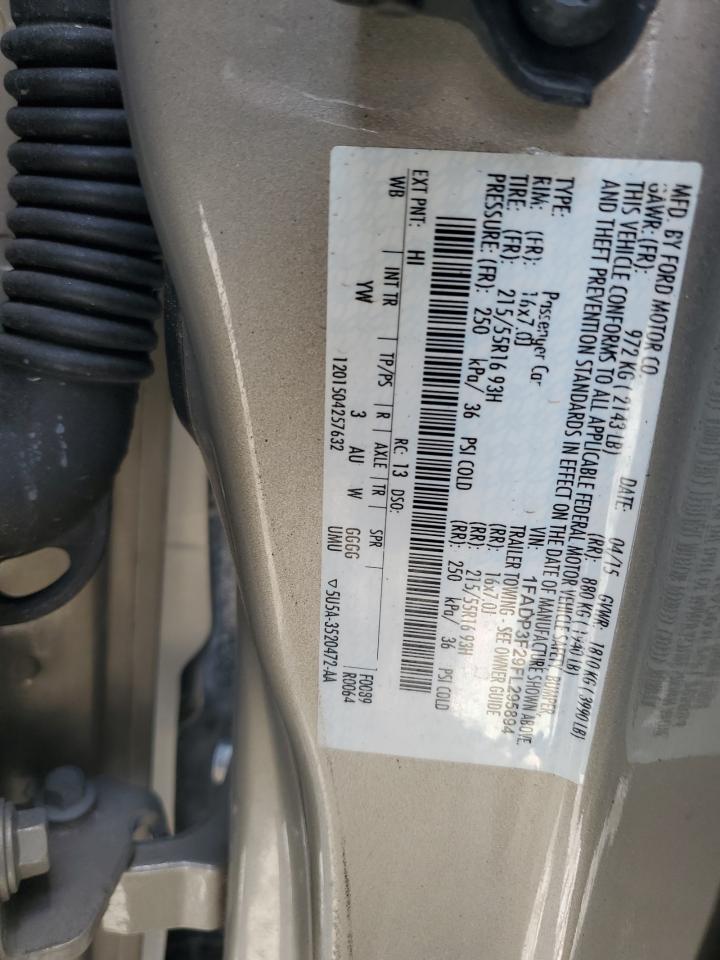 MFD. BY FORD MOTOR CO.
DATE: 04/15 GVWR: 1810 KG ( 3990 LB)
GAWR: (FR): 972 KG ( 2143 LB) (RR): 880 KG ( 1940 LB)
THIS VEHICLE CONFORMS TO ALL APPLICABLE FEDERAL MOTOR VEHICLE SAFETY, BUMPER
AND THEFT PREVENTION STANDARDS IN EFFECT ON THE DATE OF MANUFACTURE SHOWN ABOVE
VIN: 1FADP3F29FL295894
TYPE: Passenger Car TRAILER TOWING - SEE OWNER GUIDE
RIM: (FR): 16x7.0J (RR): 16x7.0J
TIRE: (FR): 215/55R16 93H (RR): 215/55R16 93H
PRESSURE: (FR): 250 kPa/ 36 PSI COLD (RR): 250 kPa/ 36 PSI COLD
EXT PNT: HI RC: 13 DSO: F0089
WB INT TR TP/PS R AXLE TR SPR R0064
YW 3 AU W GGGG
1201504257632 UMU ▽5U5A-3520472-AA